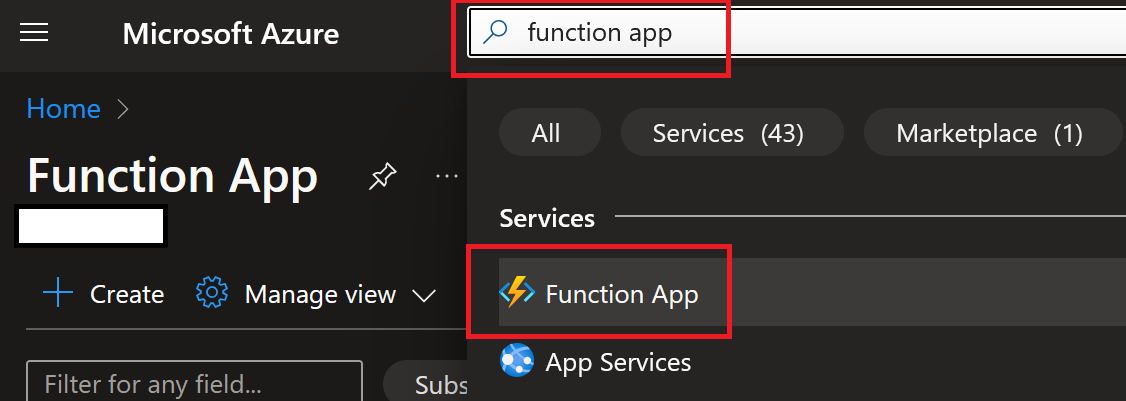 Microsoft Azure
function app
Home
All
Services (43)
Marketplace (1)
Function App
...
Services
Create
Manage view
Function App
App Services
Filter for any field...
Subs